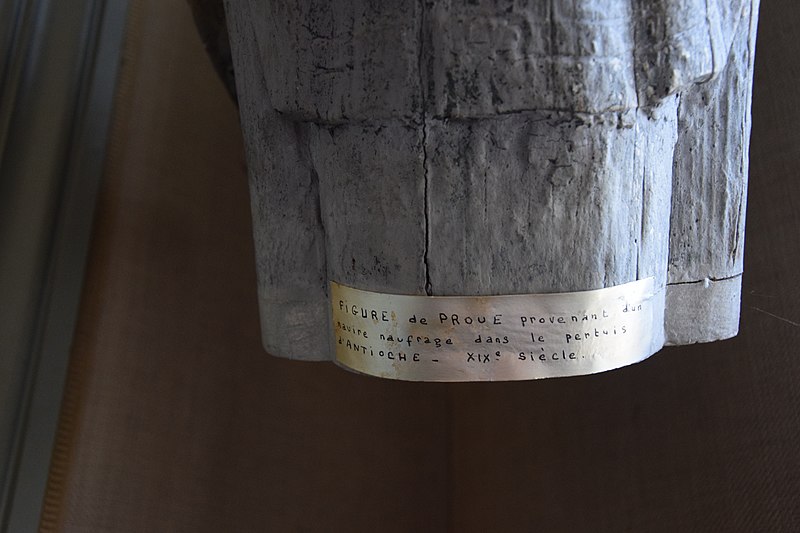 FIGURE de PROUE provenant d'un
navire naufragé dans le pertuis
d'ANTIOCHE - XIXe siècle.